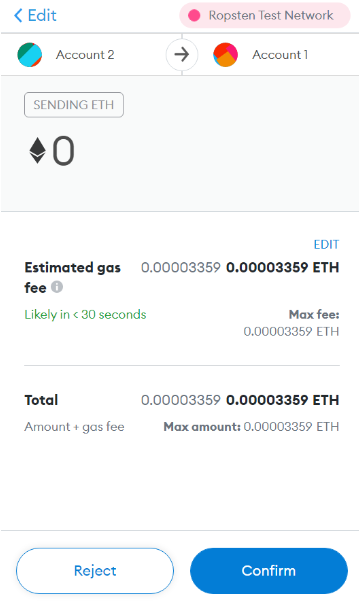 Edit
Ropsten Test Network
Account 2
Account 1
SENDING ETH
0
EDIT
Estimated gas fee 0.00003359 0.00003359 ETH
Likely in < 30 seconds
Max fee:
0.00003359 ETH
Total 0.00003359 0.00003359 ETH
Amount + gas fee Max amount: 0.00003359 ETH
Reject
Confirm